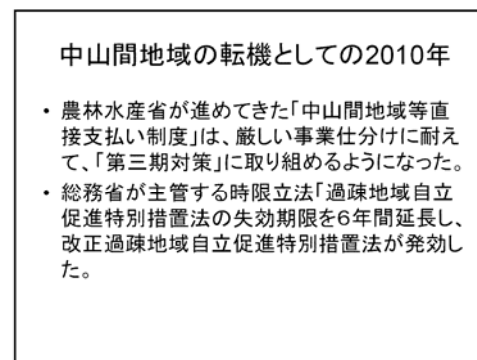 中山間地域の転機としての2010年
・農林水産省が進めてきた「中山間地域等直
接支払い制度」は、厳しい事業仕分けに耐え
て、「第三期対策」に取り組めるようになった。
・総務省が主管する時限立法「過疎地域自立
促進特別措置法の失効期限を6年間延長し、
改正過疎地域自立促進特別措置法が発効し
た。